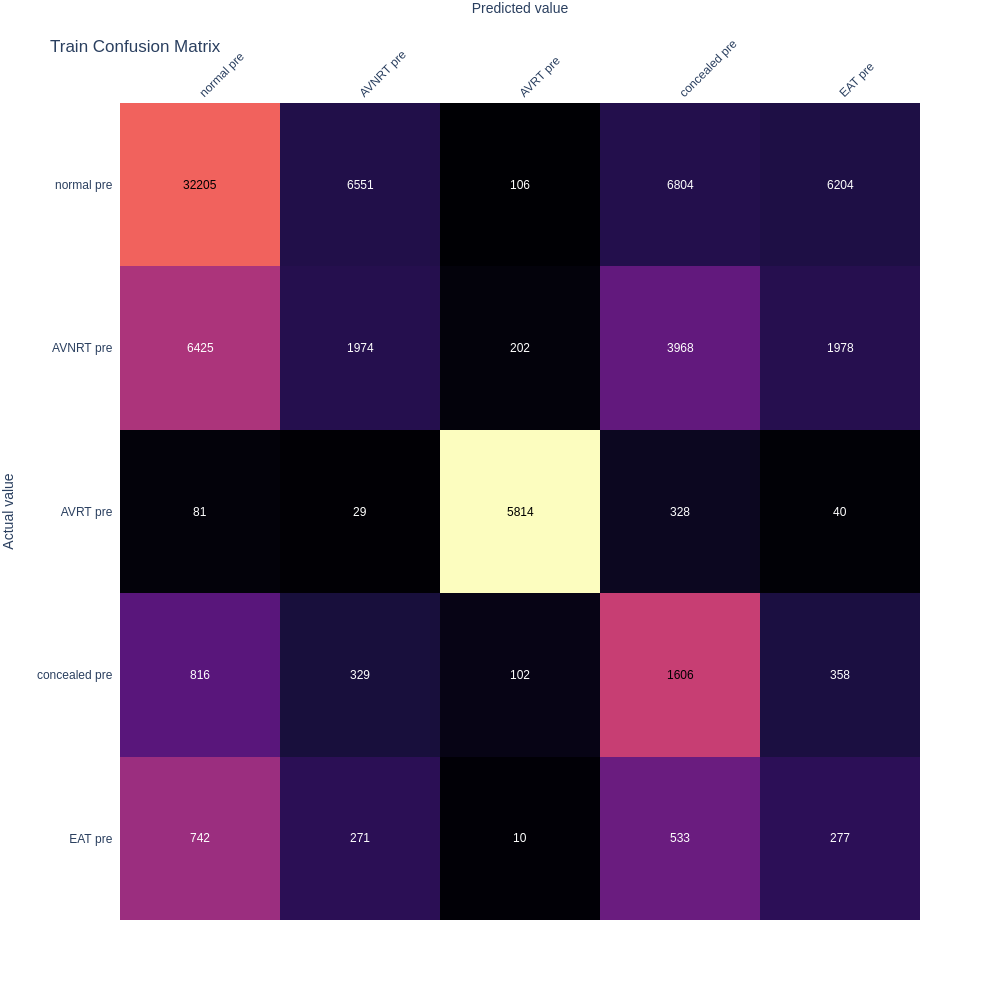 Predicted value
Train Confusion Matrix
normal pre
AVNRT pre
AVRT pre
concealed pre
EAT pre
normal pre
32205
6551
106
6804
6204
AVNRT pre
6425
1974
202
3968
1978
Actual value
AVRT pre
81
29
5814
328
40
concealed pre
816
329
102
1606
358
EAT pre
742
271
10
533
277